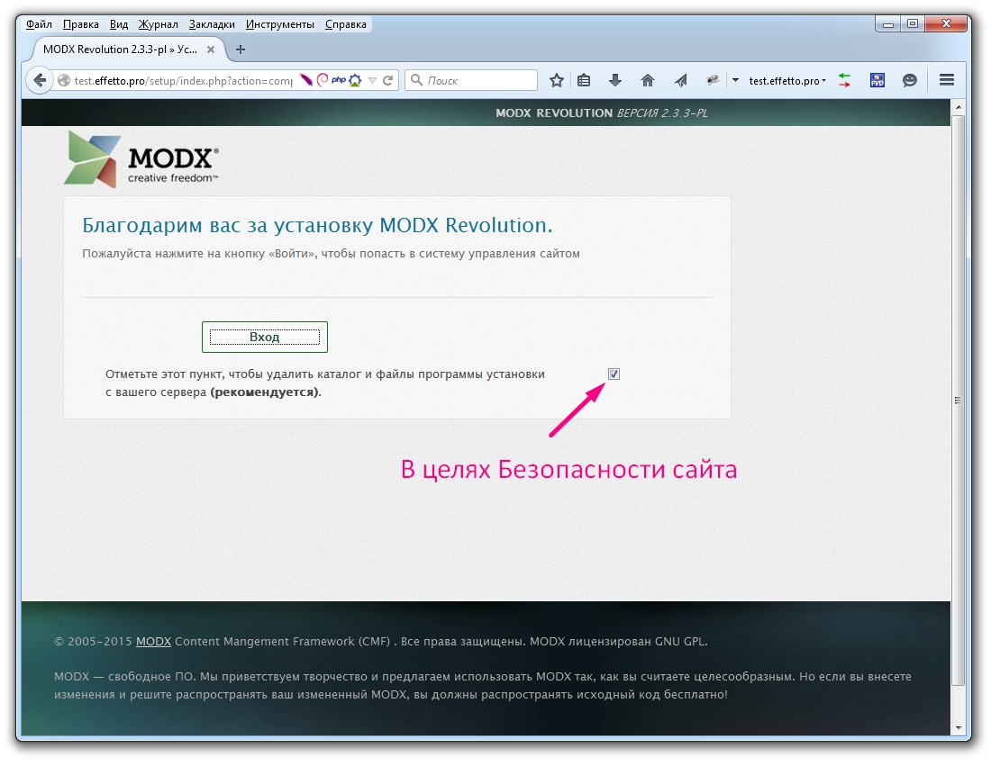 Файл Правка Вид Журнал Закладки Инструменты Справка
MODX Revolution 2.3.3-pl » Ус...
test.effetto.pro/setup/index.php?action=comp
php
Поиск
test.effetto.pro
FVD
MODX REVOLUTION ВЕРСИЯ 2.3.3-PL
MODX®
creative freedom™
Благодарим вас за установку MODX Revolution.
Пожалуйста нажмите на кнопку «Войти», чтобы попасть в систему управления сайтом
Вход
Отметьте этот пункт, чтобы удалить каталог и файлы программы установки
с вашего сервера (рекомендуется).
В целях Безопасности сайта
© 2005-2015 MODX Content Mangement Framework (CMF) . Все права защищены. MODX лицензирован GNU GPL.
MODX — свободное ПО. Мы приветствуем творчество и предлагаем использовать MODX так, как вы считаете целесообразным. Но если вы внесете
изменения и решите распространять ваш измененный MODX, вы должны распространять исходный код бесплатно!